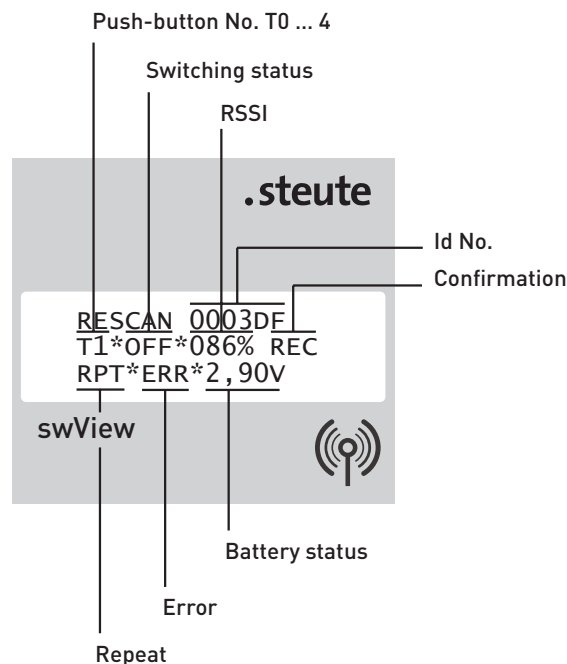 Push-button No. T0 ... 4
Switching status
RSSI
.steute
Id No.
Confirmation
RESCAN 0003DF
T1*OFF*086% REC
RPT*ERR*2,90V
swView
Battery status
Error
Repeat